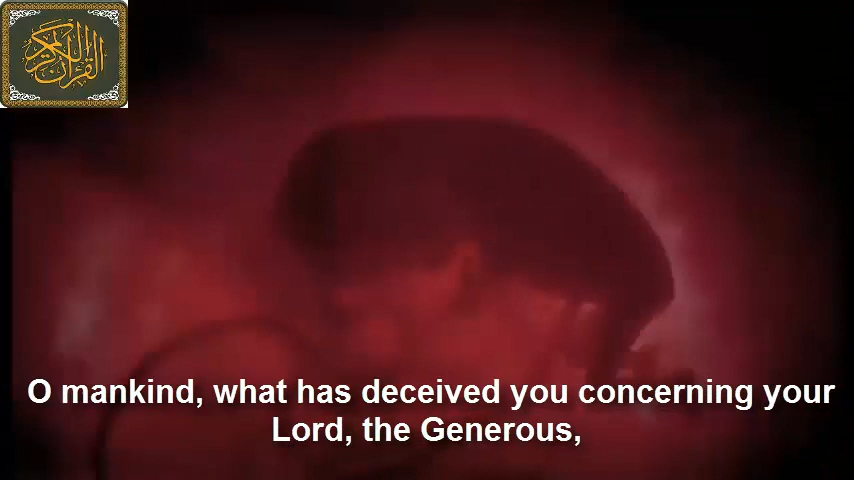 القرآن الكريم
O mankind, what has deceived you concerning your
Lord, the Generous,